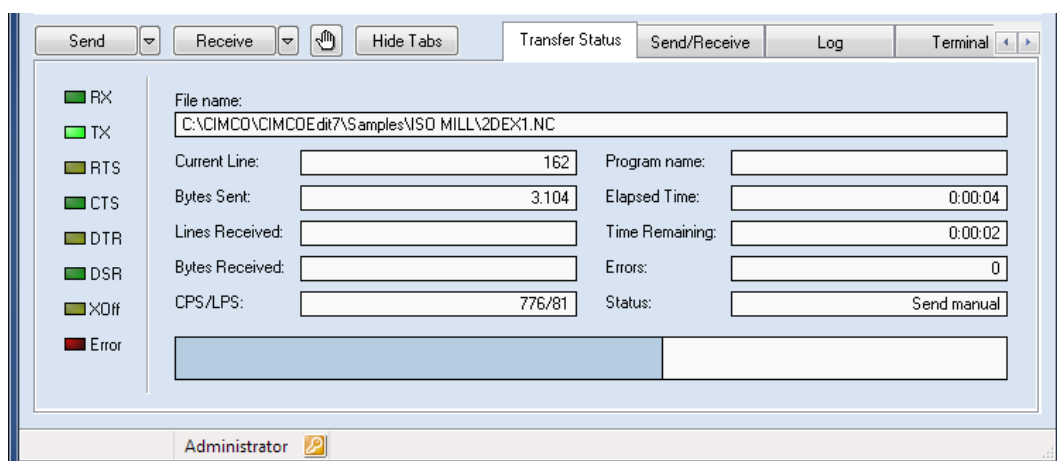 Send Receive Hide Tabs Transfer Status Send/Receive Log Terminal
RX
TX
RTS
CTS
DTR
DSR
XOff
Error
File name:
C:\CIMCO\CIMCOEdit7\Samples\ISO MILL\2DEX1.NC
Current Line: 162 Program name:
Bytes Sent: 3.104 Elapsed Time: 0:00:04
Lines Received: Time Remaining: 0:00:02
Bytes Received: Errors: 0
CPS/LPS: 776/81 Status: Send manual
Administrator